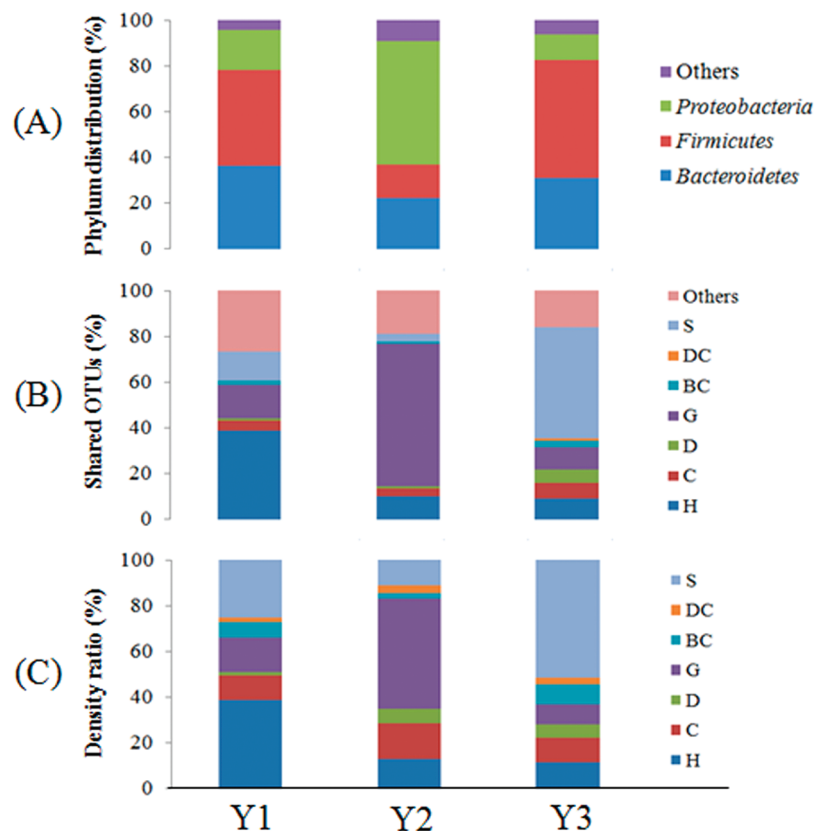 (A)
Phylum distribution (%)
100
80
60
40
20
0
Others
Proteobacteria
Firmicutes
Bacteroidetes
(B)
Shared OTUs (%)
100
80
60
40
20
0
Others
S
DC
BC
G
D
C
H
(C)
Density ratio (%)
100
80
60
40
20
0
S
DC
BC
G
D
C
H
Y1
Y2
Y3